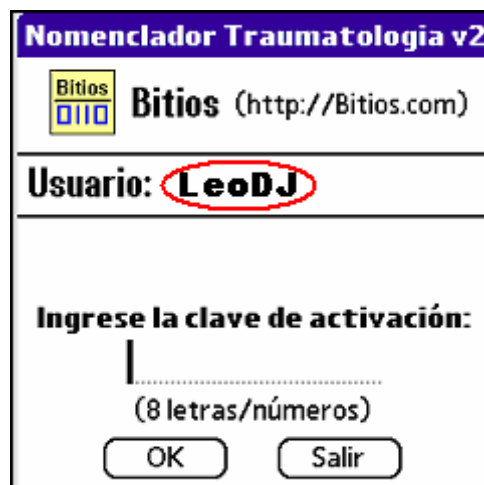 Nomenclador Traumatologia v2
Bitios
0110
Bitios (http://Bitios.com)
Usuario: LeoDJ
Ingrese la clave de activación:
(8 letras/números)
OK Salir